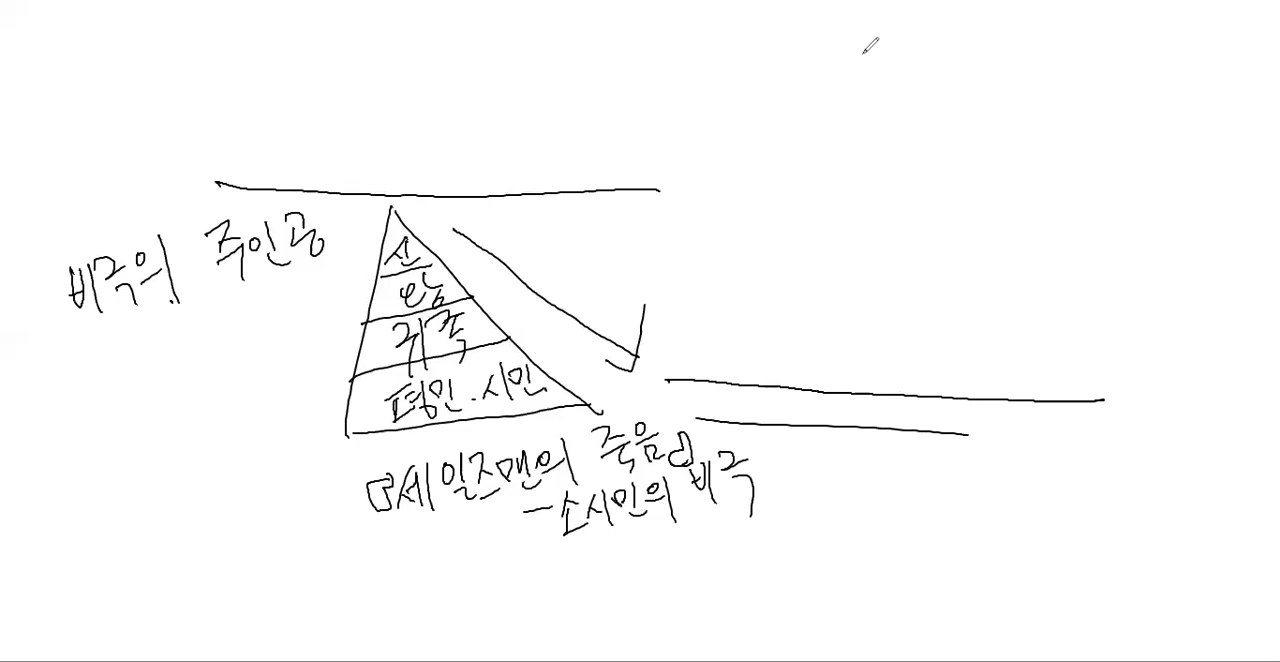 비극의 주인공
신
왕
귀족
평민·시민
『세일즈맨의 죽음』
-소시민의 비극